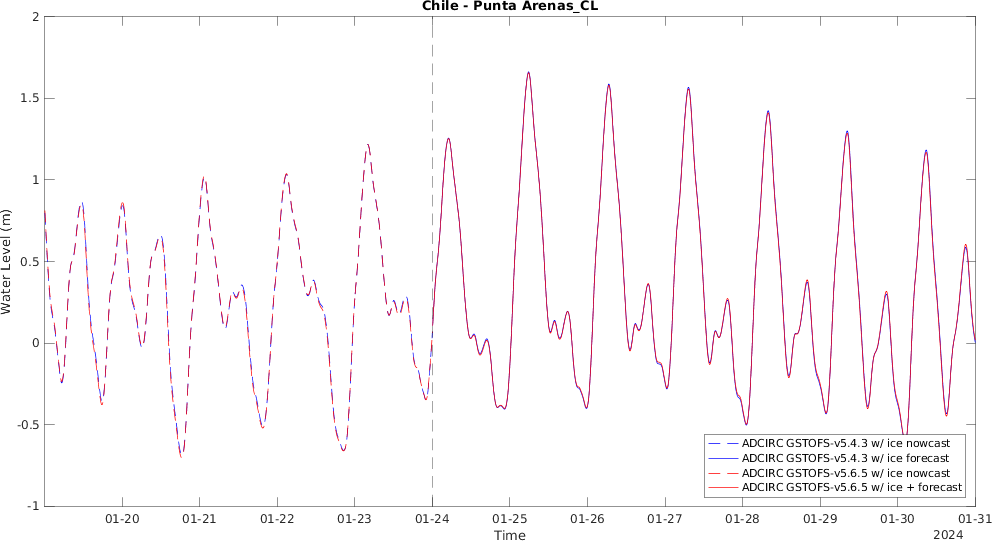 Chile - Punta Arenas_CL
2
1.5
1
0.5
0
-0.5
-1
Water Level (m)
ADCIRC GSTOFS-v5.4.3 w/ ice nowcast
ADCIRC GSTOFS-v5.4.3 w/ ice forecast
ADCIRC GSTOFS-v5.6.5 w/ ice nowcast
ADCIRC GSTOFS-v5.6.5 w/ ice + forecast
01-20 01-21 01-22 01-23 01-24 01-25 01-26 01-27 01-28 01-29 01-30 01-31
Time
2024